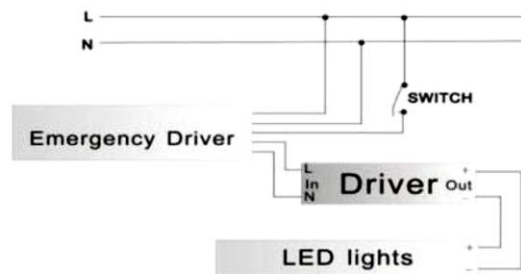 L
N
SWITCH
Emergency Driver
L
In
N
Driver
Out
+
−
LED lights
+
−